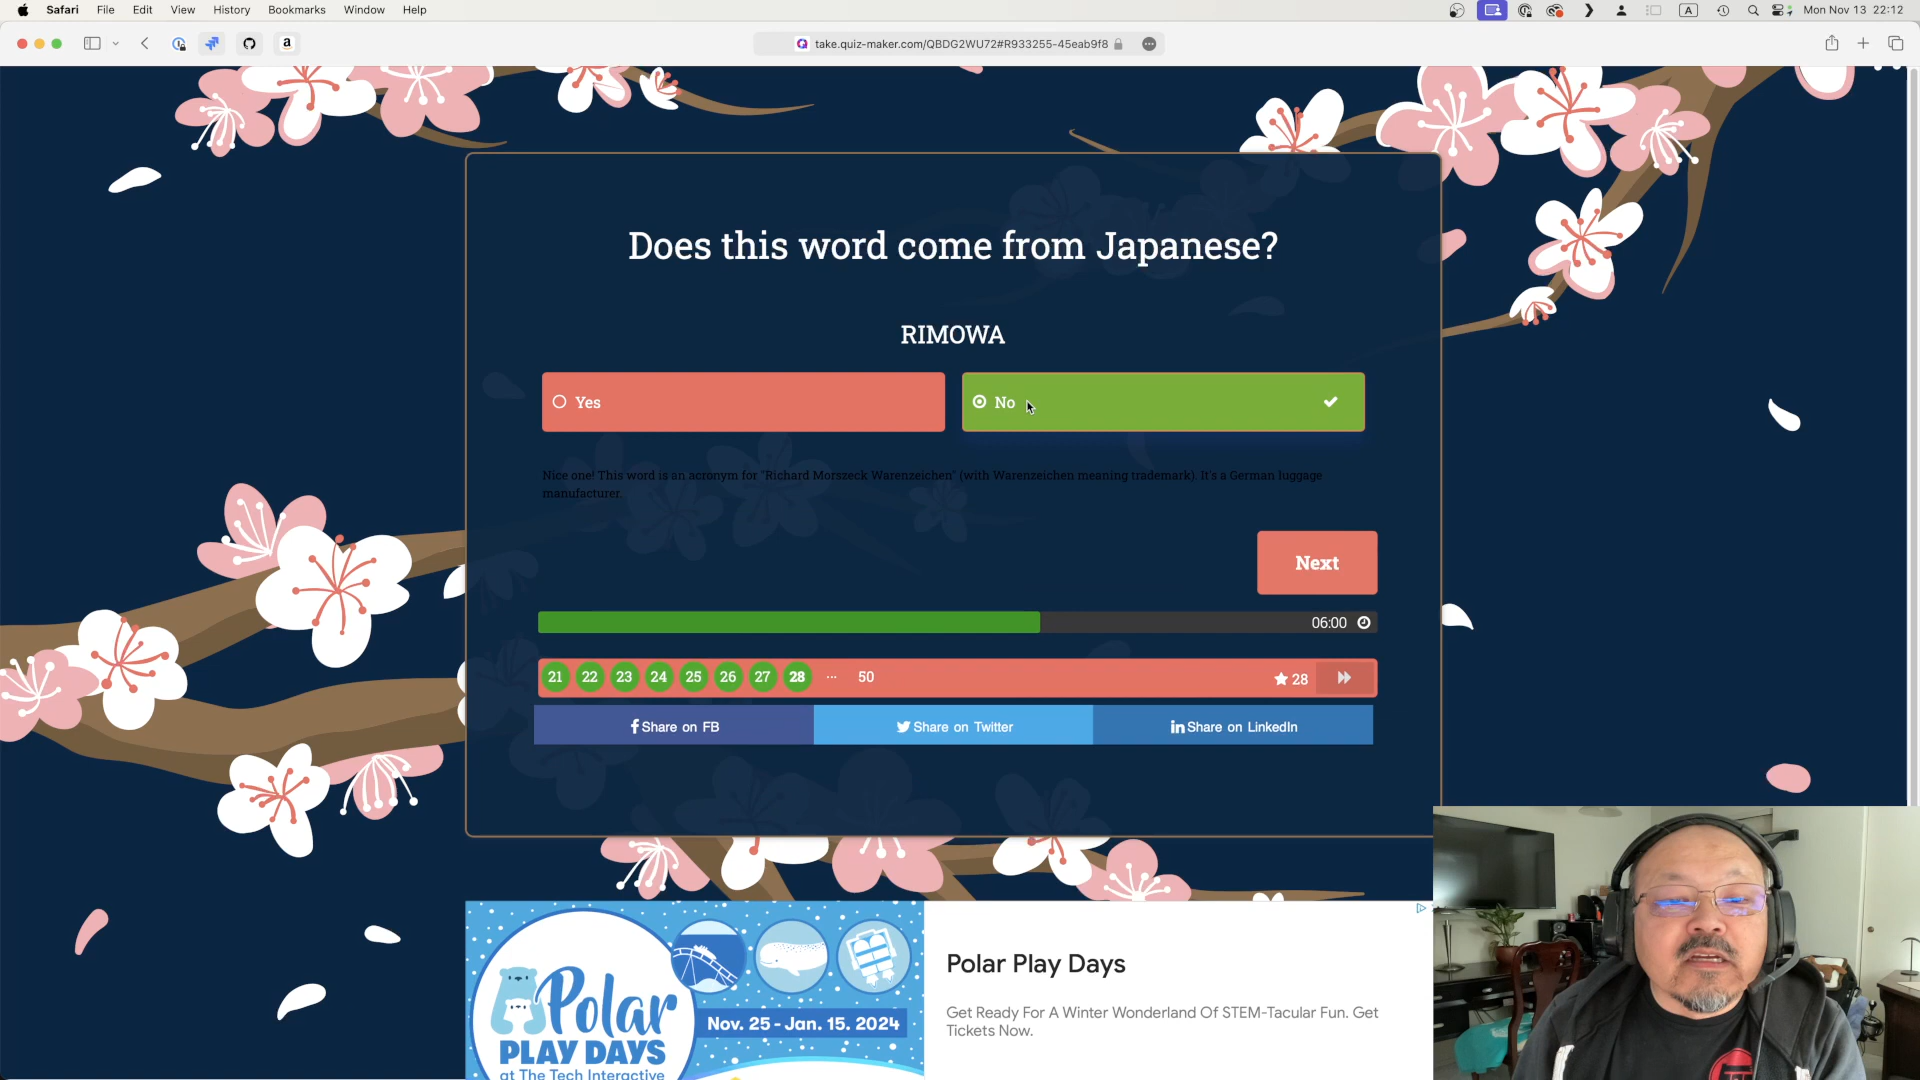 Safari File Edit View History Bookmarks Window Help
A
Mon Nov 13 22:12
a
take.quiz-maker.com/QBDG2WU72#R933255-45eab9f8
Does this word come from Japanese?
RIMOWA
Yes
No
Nice one! This word is an acronym for "Richard Morszeck Warenzeichen" (with Warenzeichen meaning trademark). It's a German luggage
manufacturer.
Next
06:00
21 22 23 24 25 26 27 28 ... 50
28
Share on FB
Share on Twitter
Share on LinkedIn
Polar
PLAY DAYS
at The Tech Interactive
Nov. 25 - Jan. 15. 2024
Polar Play Days
Get Ready For A Winter Wonderland Of STEM-Tacular Fun. Get
Tickets Now.